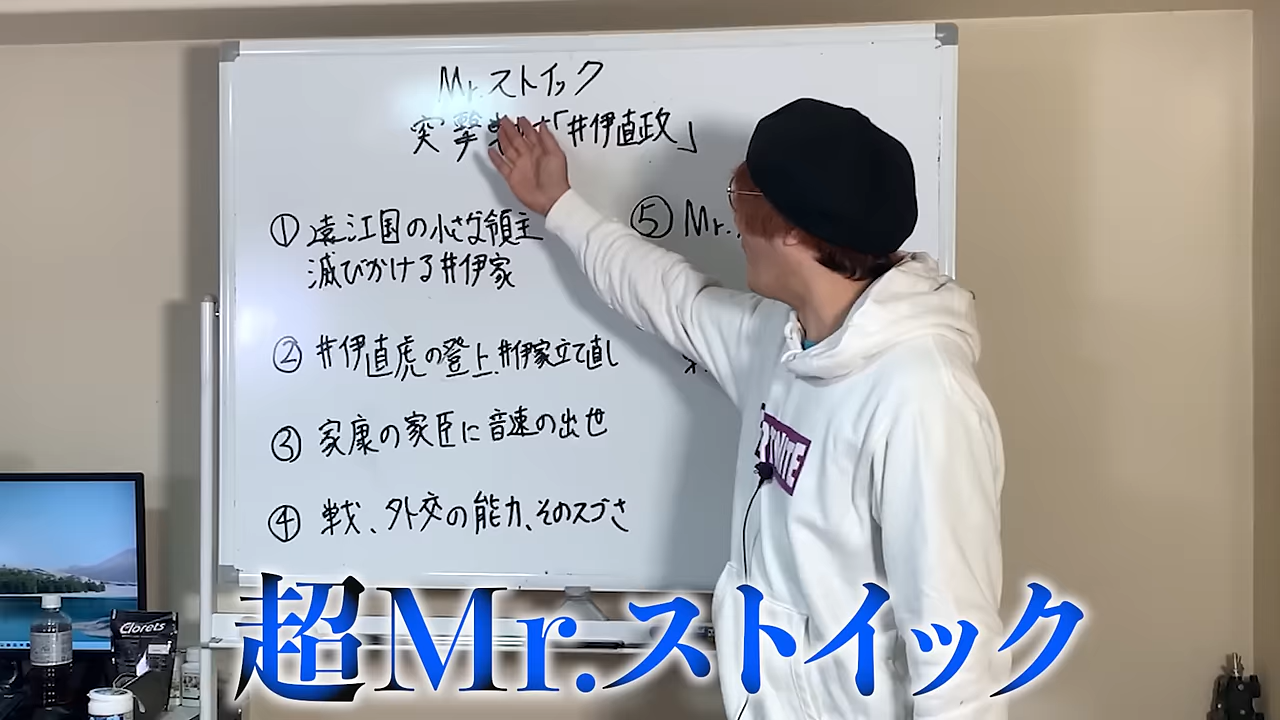 Mr.ストイック
突撃 「井伊直政」
①遠江国の小さな領主
滅びかける井伊家
②井伊直虎の登上、井伊家立て直し
③家康の家臣に音速の出世
④戦、外交の能力、そのスゴさ
⑤Mr.
Clorets
超Mr.ストイック